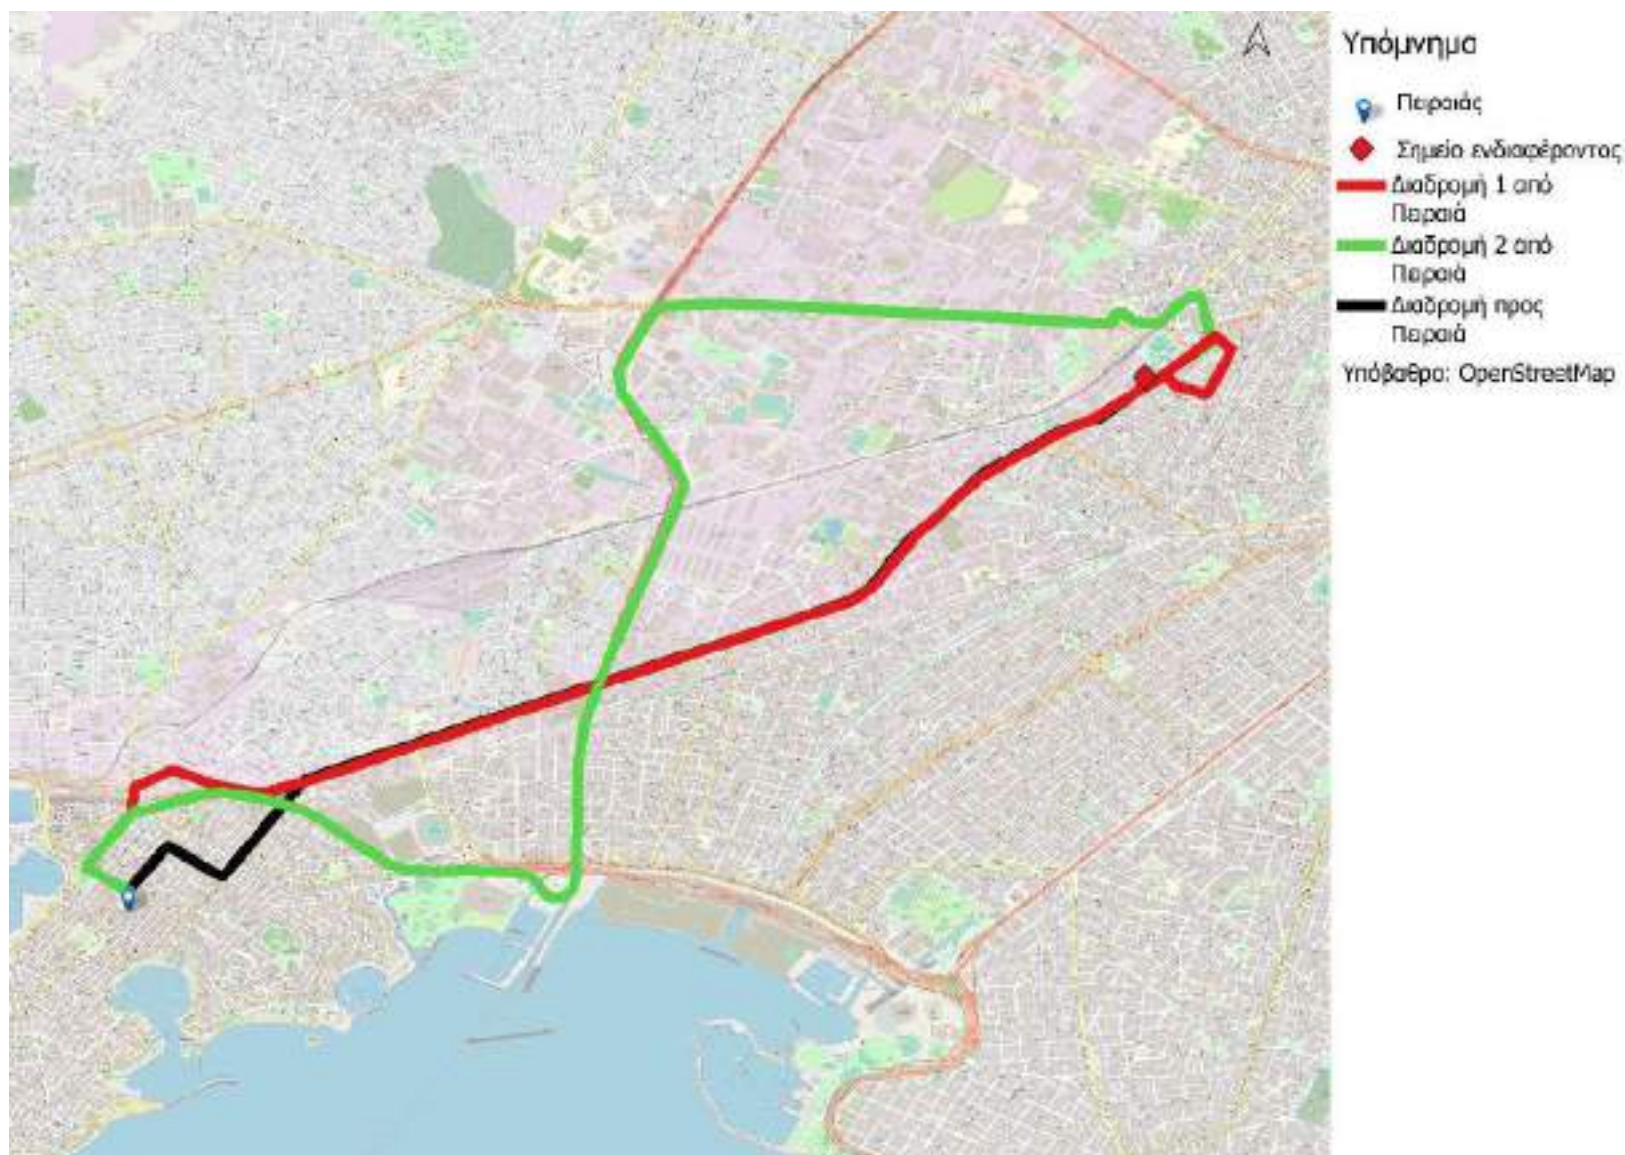 Υπόμνημα
Πειραιάς
Σημείο ενδιαφέροντος
Διαδρομή 1 από
Πειραιά
Διαδρομή 2 από
Πειραιά
Διαδρομή προς
Πειραιά
Υπόβαθρο: OpenStreetMap